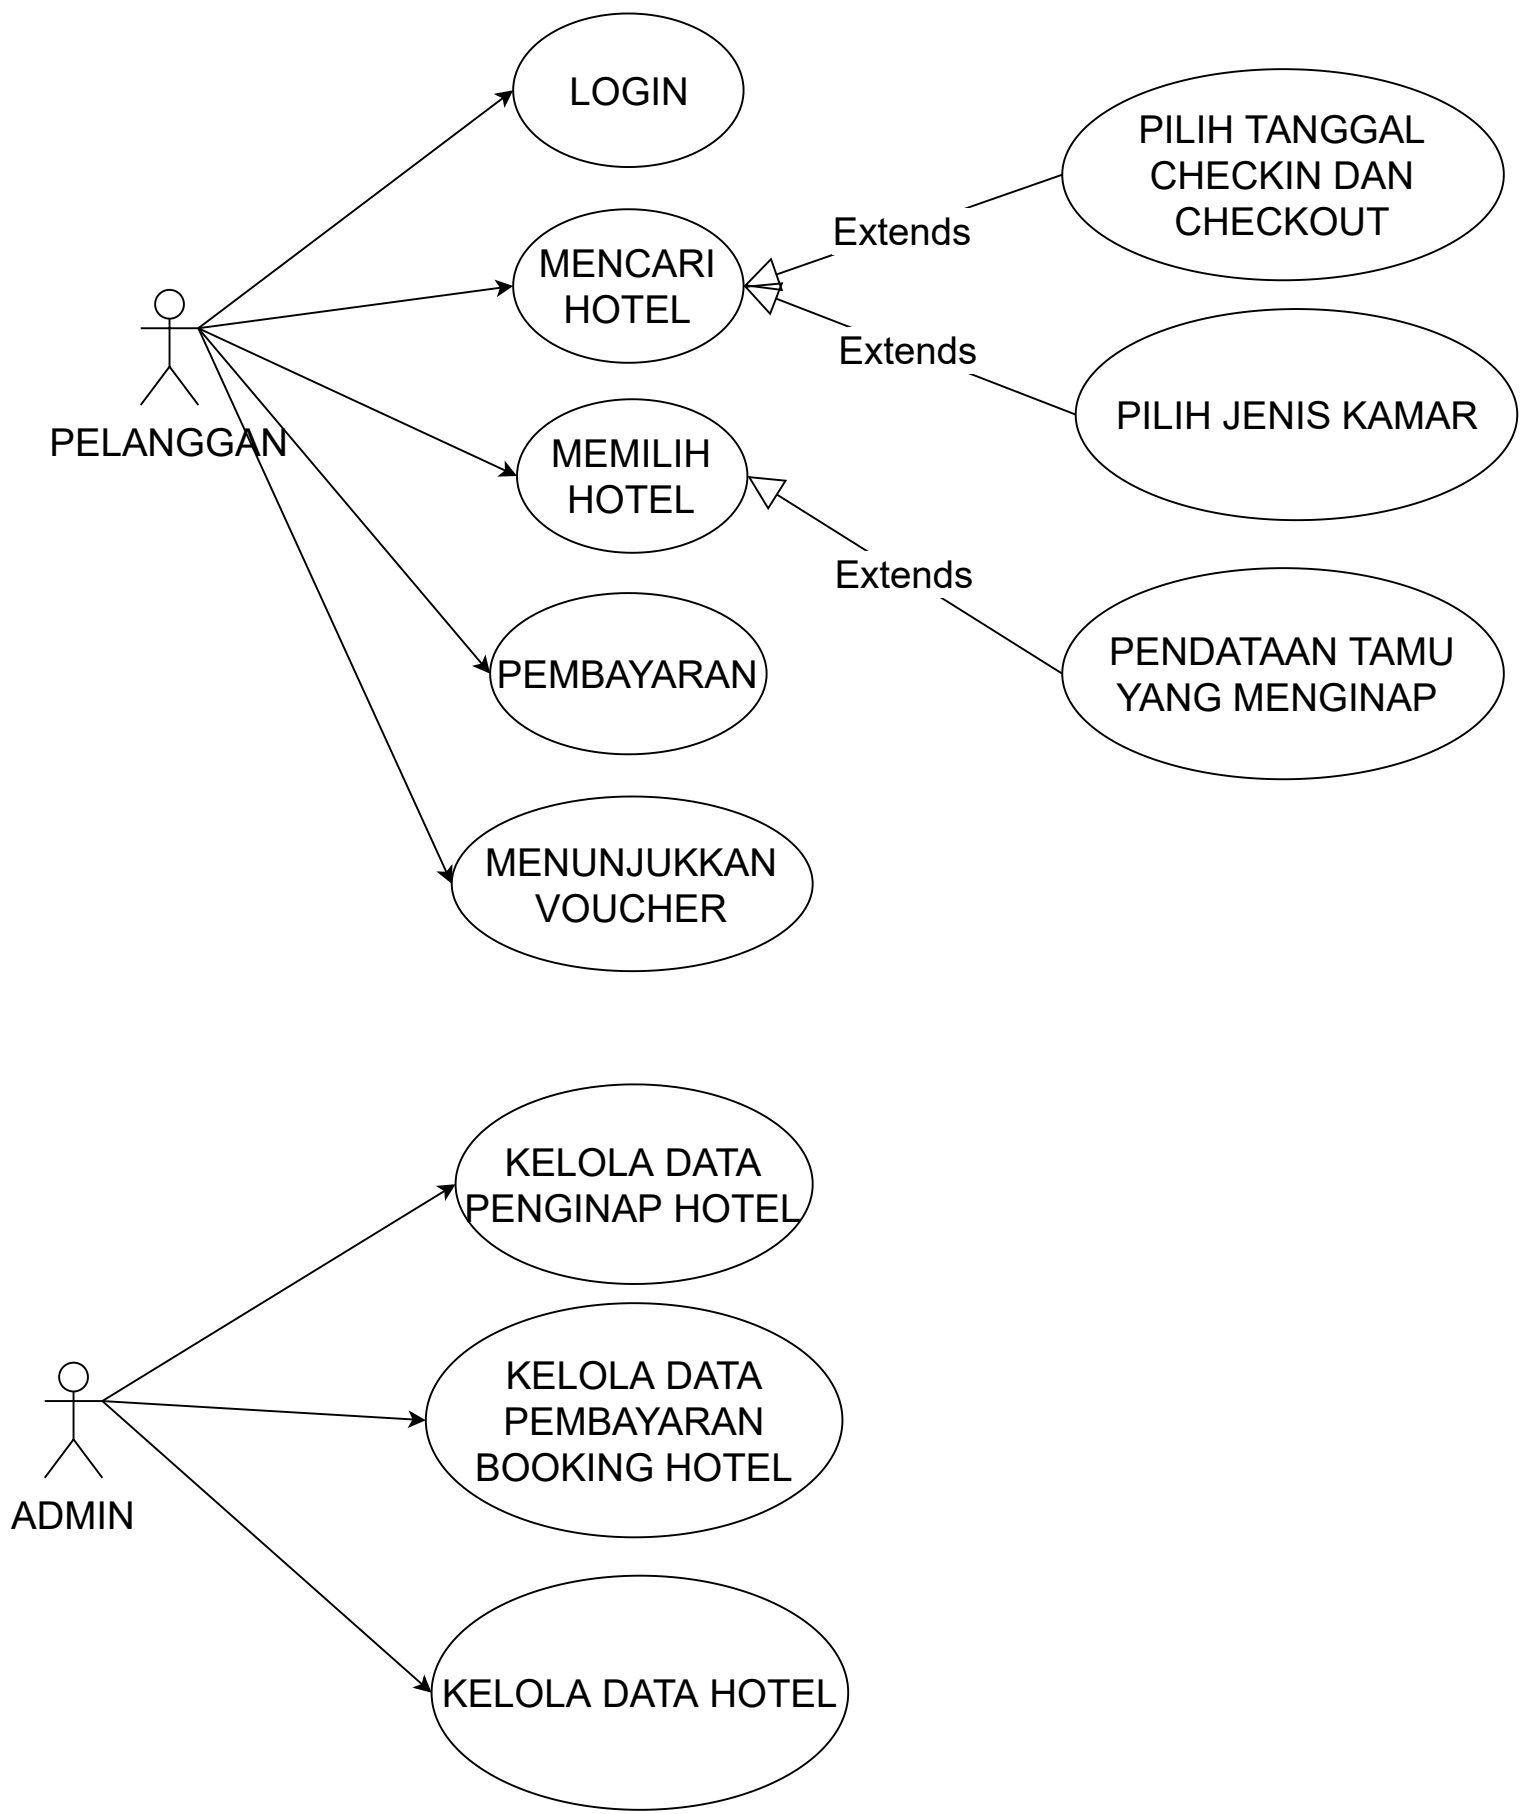 LOGIN
PILIH TANGGAL
CHECKIN DAN
CHECKOUT
Extends
MENCARI
HOTEL
Extends
PILIH JENIS KAMAR
PELANGGAN
MEMILIH
HOTEL
Extends
PENDATAAN TAMU
YANG MENGINAP
PEMBAYARAN
MENUNJUKKAN
VOUCHER
KELOLA DATA
PENGINAP HOTEL
KELOLA DATA
PEMBAYARAN
BOOKING HOTEL
ADMIN
KELOLA DATA HOTEL